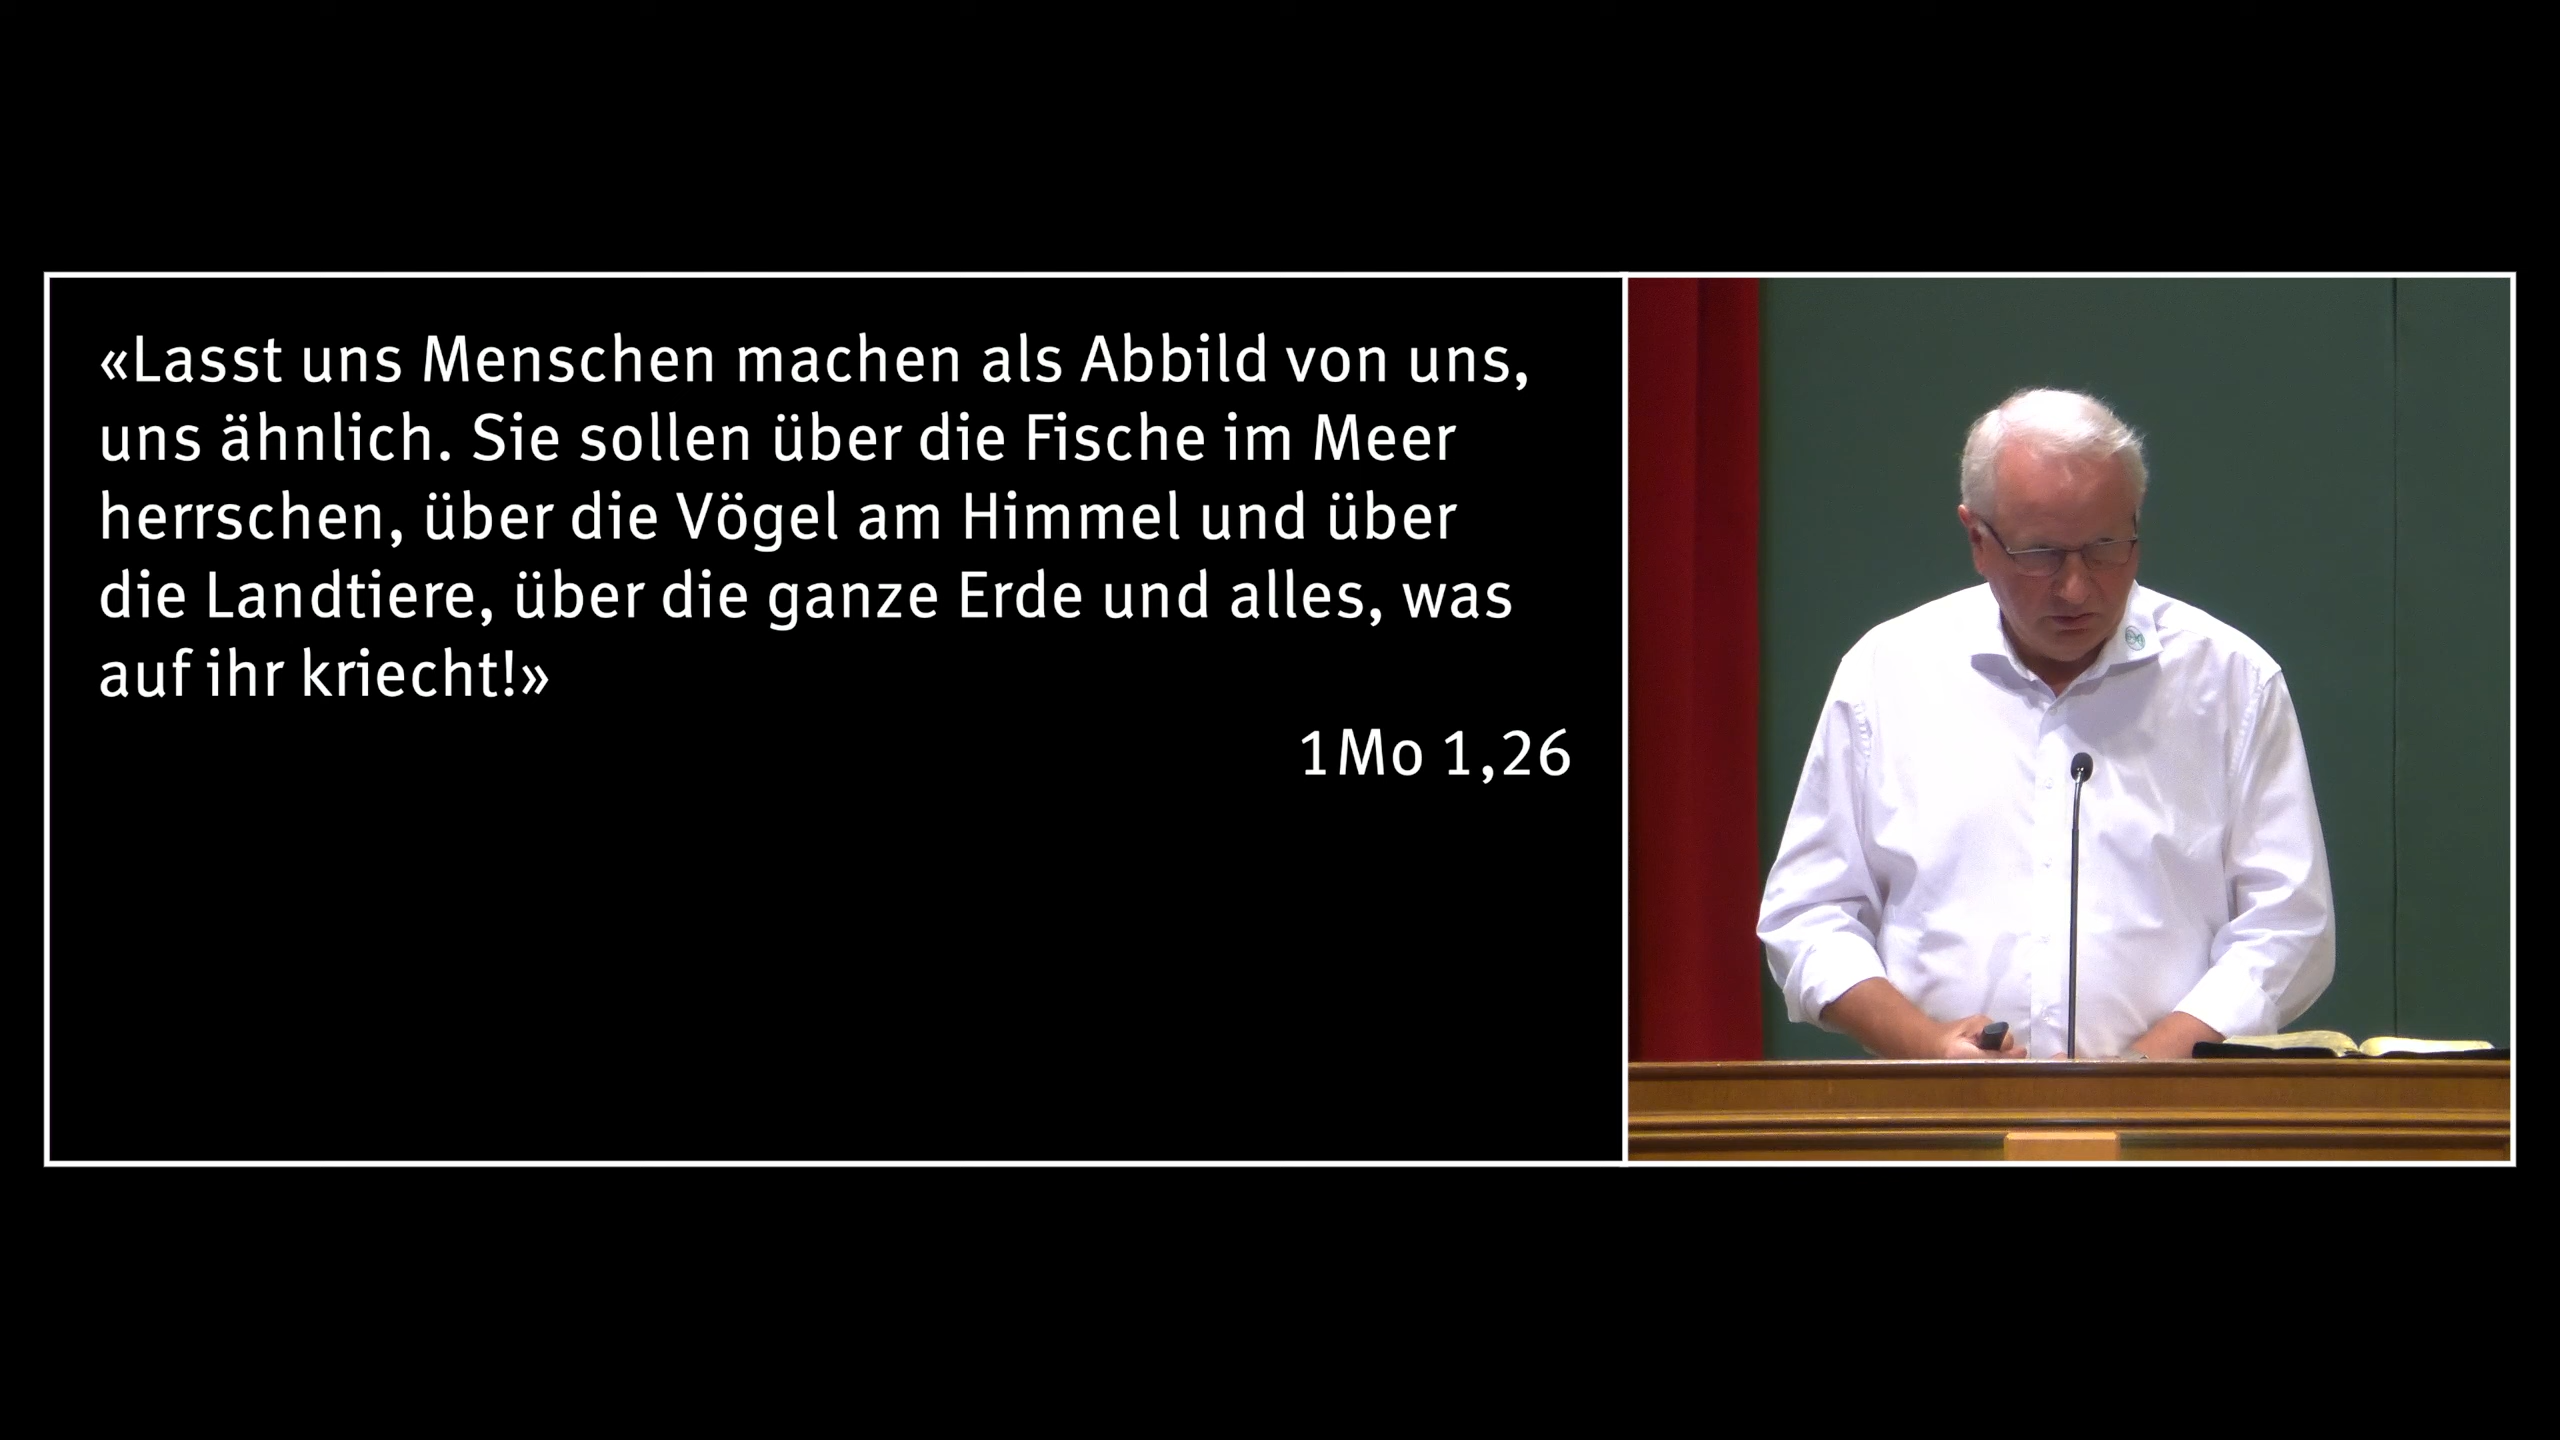 «Lasst uns Menschen machen als Abbild von uns,
uns ähnlich. Sie sollen über die Fische im Meer
herrschen, über die Vögel am Himmel und über
die Landtiere, über die ganze Erde und alles, was
auf ihr kriecht!»
1Mo 1,26